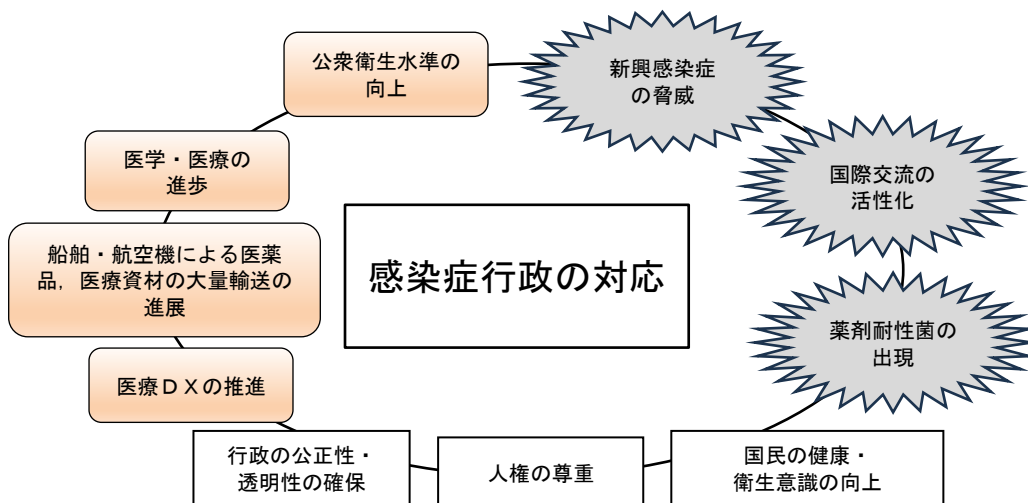 公衆衛生水準の
向上
新興感染症
の脅威
医学・医療の
進歩
国際交流の
活性化
船舶・航空機による医薬
品，医療資材の大量輸送の
進展
感染症行政の対応
薬剤耐性菌の
出現
医療ＤＸの推進
行政の公正性・
透明性の確保
人権の尊重
国民の健康・
衛生意識の向上